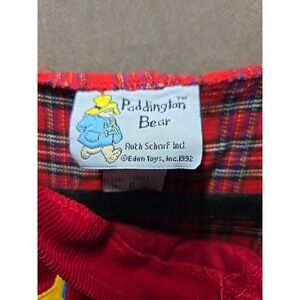 Paddington™
Bear
Ruth Scharf Ltd.
©Eden Toys, Inc.1992